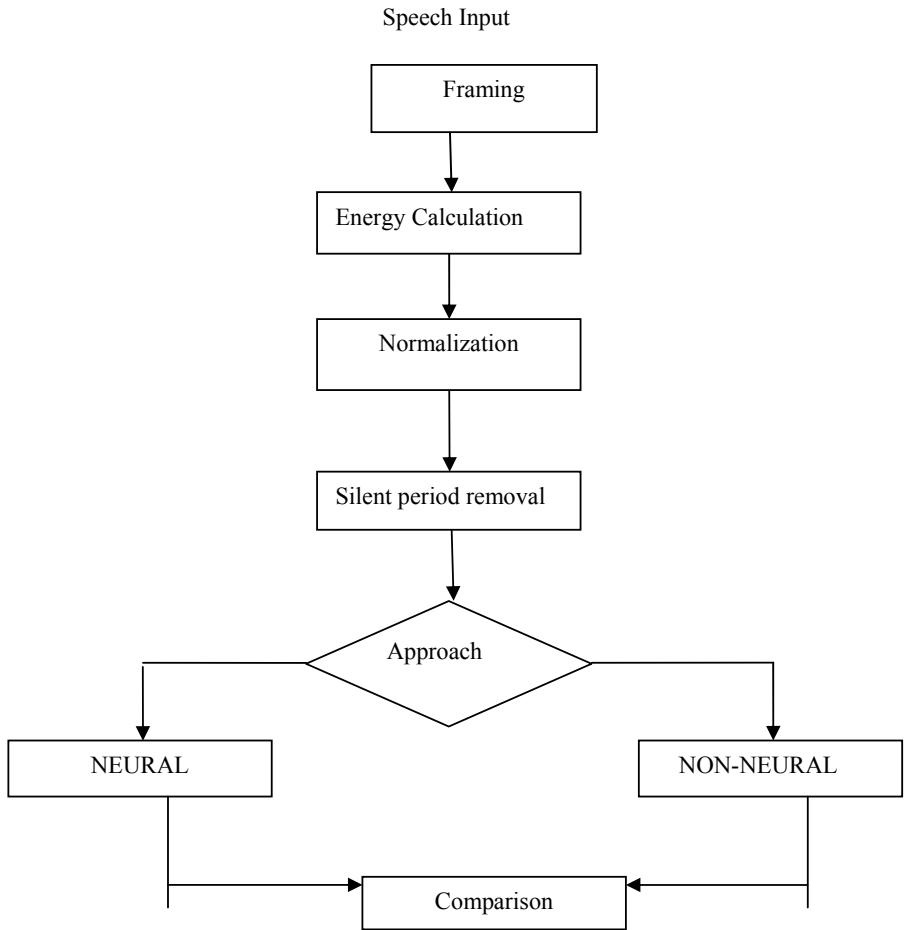 Speech Input
Framing
Energy Calculation
Normalization
Silent period removal
Approach
NEURAL
NON-NEURAL
Comparison